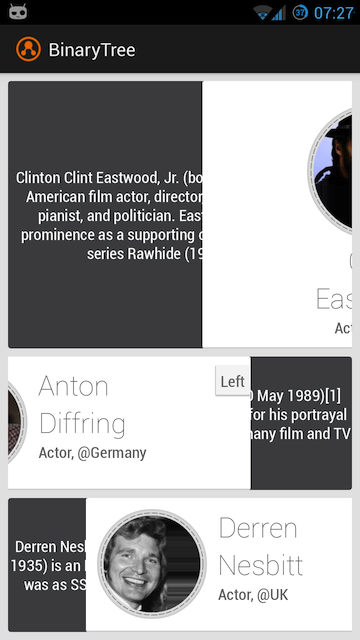 37 07:27
BinaryTree
Clinton Clint Eastwood, Jr. (bo
American film actor, director,
pianist, and politician. East
prominence as a supporting
series Rawhide (19
Eas
Act
Anton
Diffring
Actor, @Germany
Left
May 1989)[1]
for his portrayal
many film and TV
Derren Nesb
1935) is an
was as SS
Derren
Nesbitt
Actor, @UK